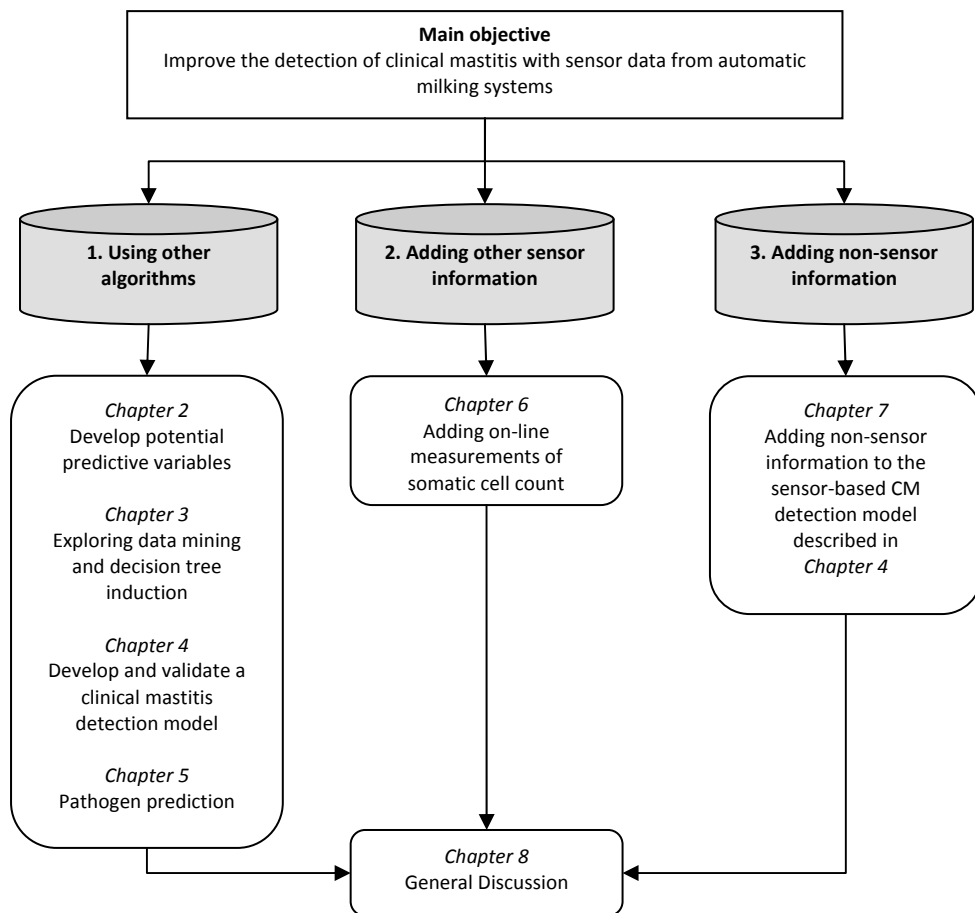 Main objective
Improve the detection of clinical mastitis with sensor data from automatic
milking systems
1. Using other
algorithms
2. Adding other sensor
information
3. Adding non-sensor
information
Chapter 2
Develop potential
predictive variables
Chapter 3
Exploring data mining
and decision tree
induction
Chapter 4
Develop and validate a
clinical mastitis
detection model
Chapter 5
Pathogen prediction
Chapter 6
Adding on-line
measurements of
somatic cell count
Chapter 7
Adding non-sensor
information to the
sensor-based CM
detection model
described in
Chapter 4
Chapter 8
General Discussion